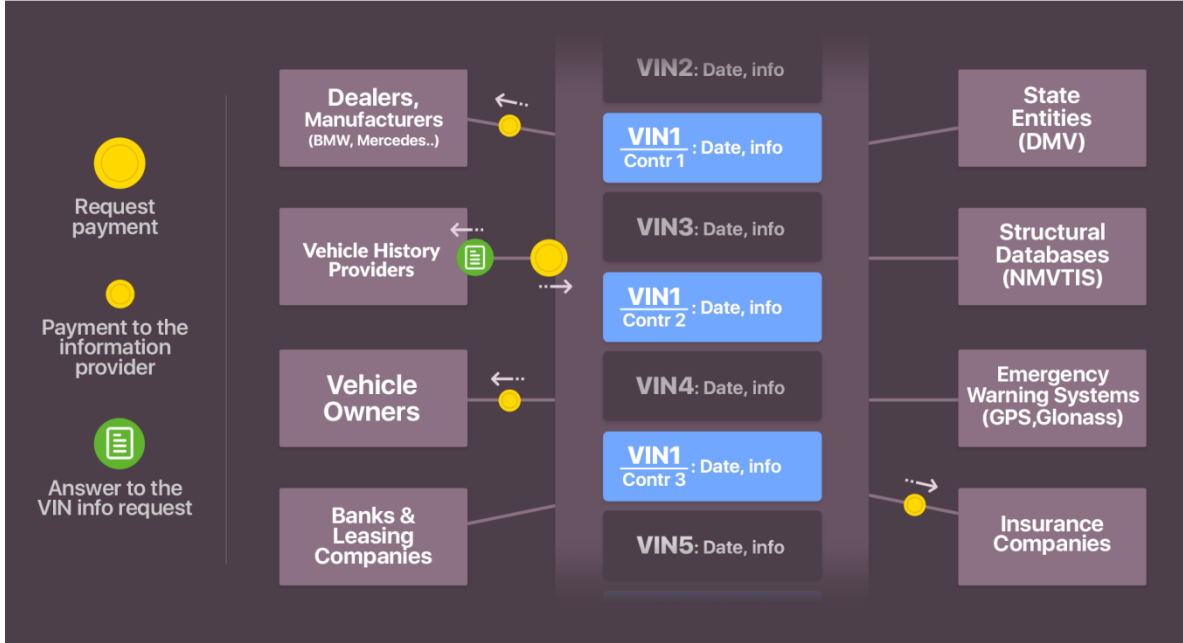 Request
payment
Payment to the
information
provider
Answer to the
VIN info request
Dealers,
Manufacturers
(BMW, Mercedes..)
Vehicle History
Providers
Vehicle
Owners
Banks &
Leasing
Companies
VIN2: Date, info
VIN1
Contr 1
: Date, info
VIN3: Date, info
VIN1
Contr 2
: Date, info
VIN4: Date, info
VIN1
Contr 3
: Date, info
VIN5: Date, info
State
Entities
(DMV)
Structural
Databases
(NMVTIS)
Emergency
Warning Systems
(GPS,Glonass)
Insurance
Companies